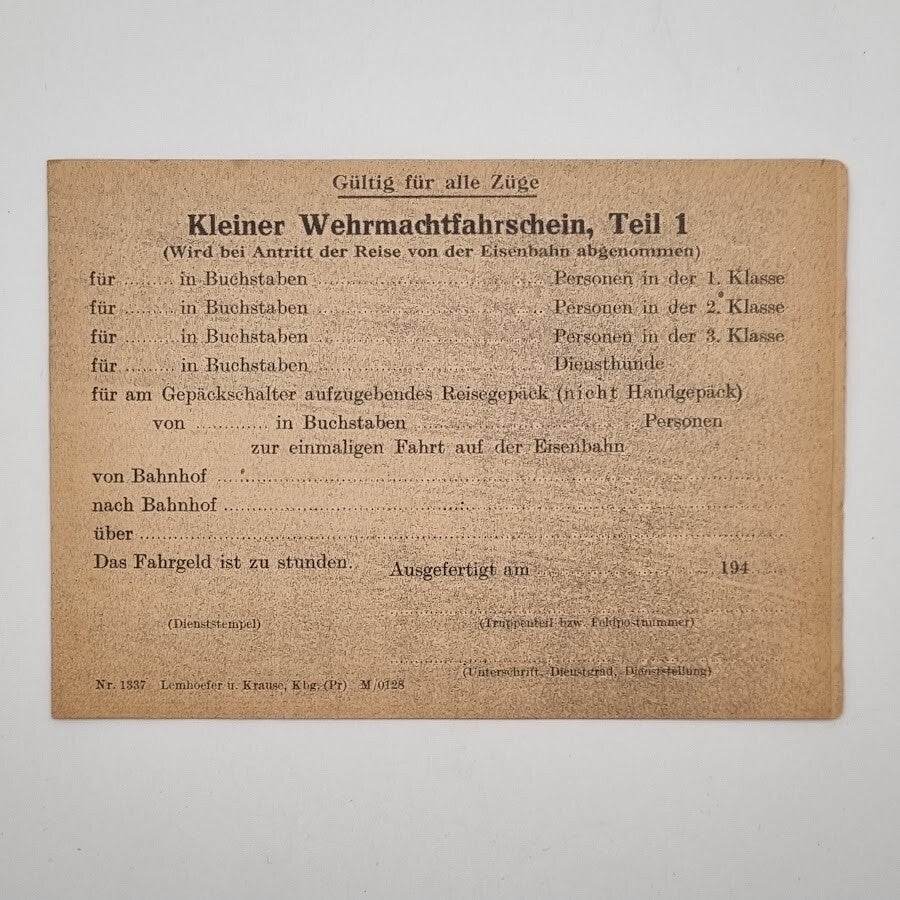 Gültig für alle Züge
Kleiner Wehrmachtfahrschein, Teil 1
(Wird bei Antritt der Reise von der Eisenbahn abgenommen)
für ......... in Buchstaben ........................ Personen in der 1. Klasse
für ......... in Buchstaben ........................ Personen in der 2. Klasse
für ......... in Buchstaben ........................ Personen in der 3. Klasse
für ......... in Buchstaben ........................ Diensthunde
für am Gepäckschalter aufzugebendes Reisegepäck (nicht Handgepäck)
von ............ in Buchstaben ........................ Personen
zur einmaligen Fahrt auf der Eisenbahn
von Bahnhof ........................
nach Bahnhof ........................
über ........................
Das Fahrgeld ist zu stunden. Ausgefertigt am ........................ 194......
(Dienststempel) (Truppenteil bzw. Feldpostnummer)
(Unterschrift, Dienstgrad, Dienststellung)
Nr. 1337 Lemhoefer u. Krause, Kbg. (Pr) M/0128